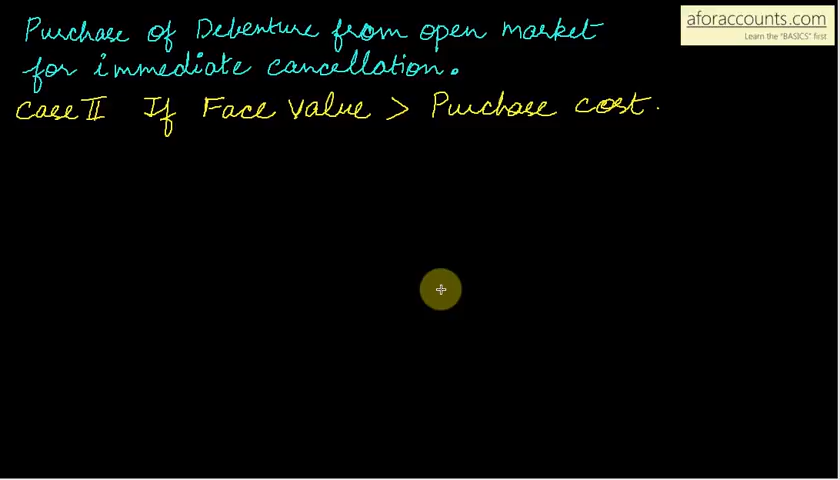 Purchase of Debenture from open market
for immediate cancellation.
Case II If Face Value > Purchase cost.
aforaccounts.com
Learn the "BASICS" first